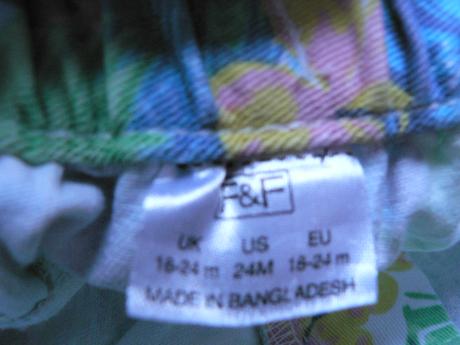 F&F
UK US EU
18-24 m 24M 18-24 m
MADE IN BANGLADESH